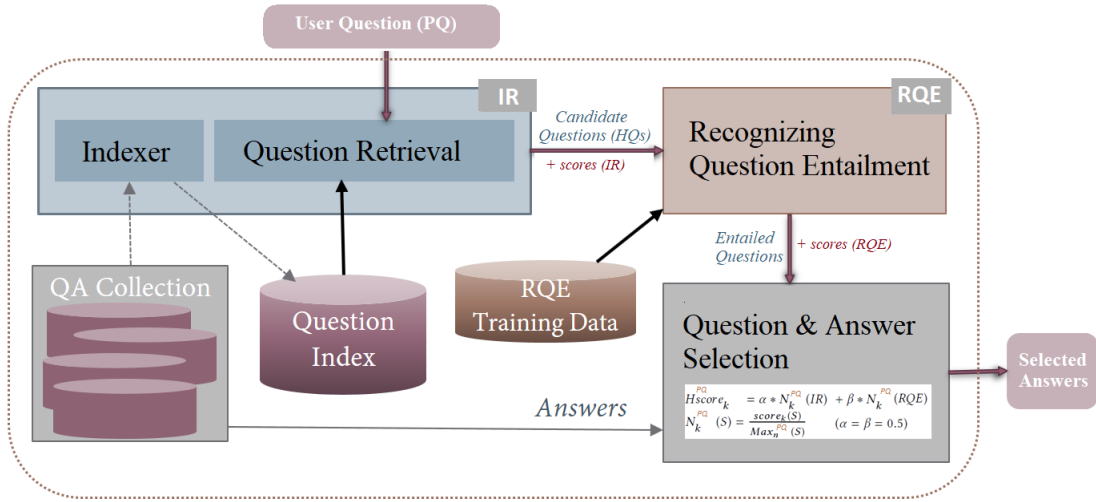 User Question (PQ)
IR
RQE
Indexer
Question Retrieval
Candidate
Questions (HQs)
+ scores (IR)
Recognizing
Question Entailment
Entailed
Questions
+ scores (RQE)
QA Collection
Question
Index
RQE
Training Data
Question & Answer
Selection
Hscore_k^PQ = α * N_k^PQ (IR) + β * N_k^PQ (RQE)
N_k^PQ (S) = score_k(S) / Max_n^PQ (S) (α = β = 0.5)
Answers
Selected
Answers